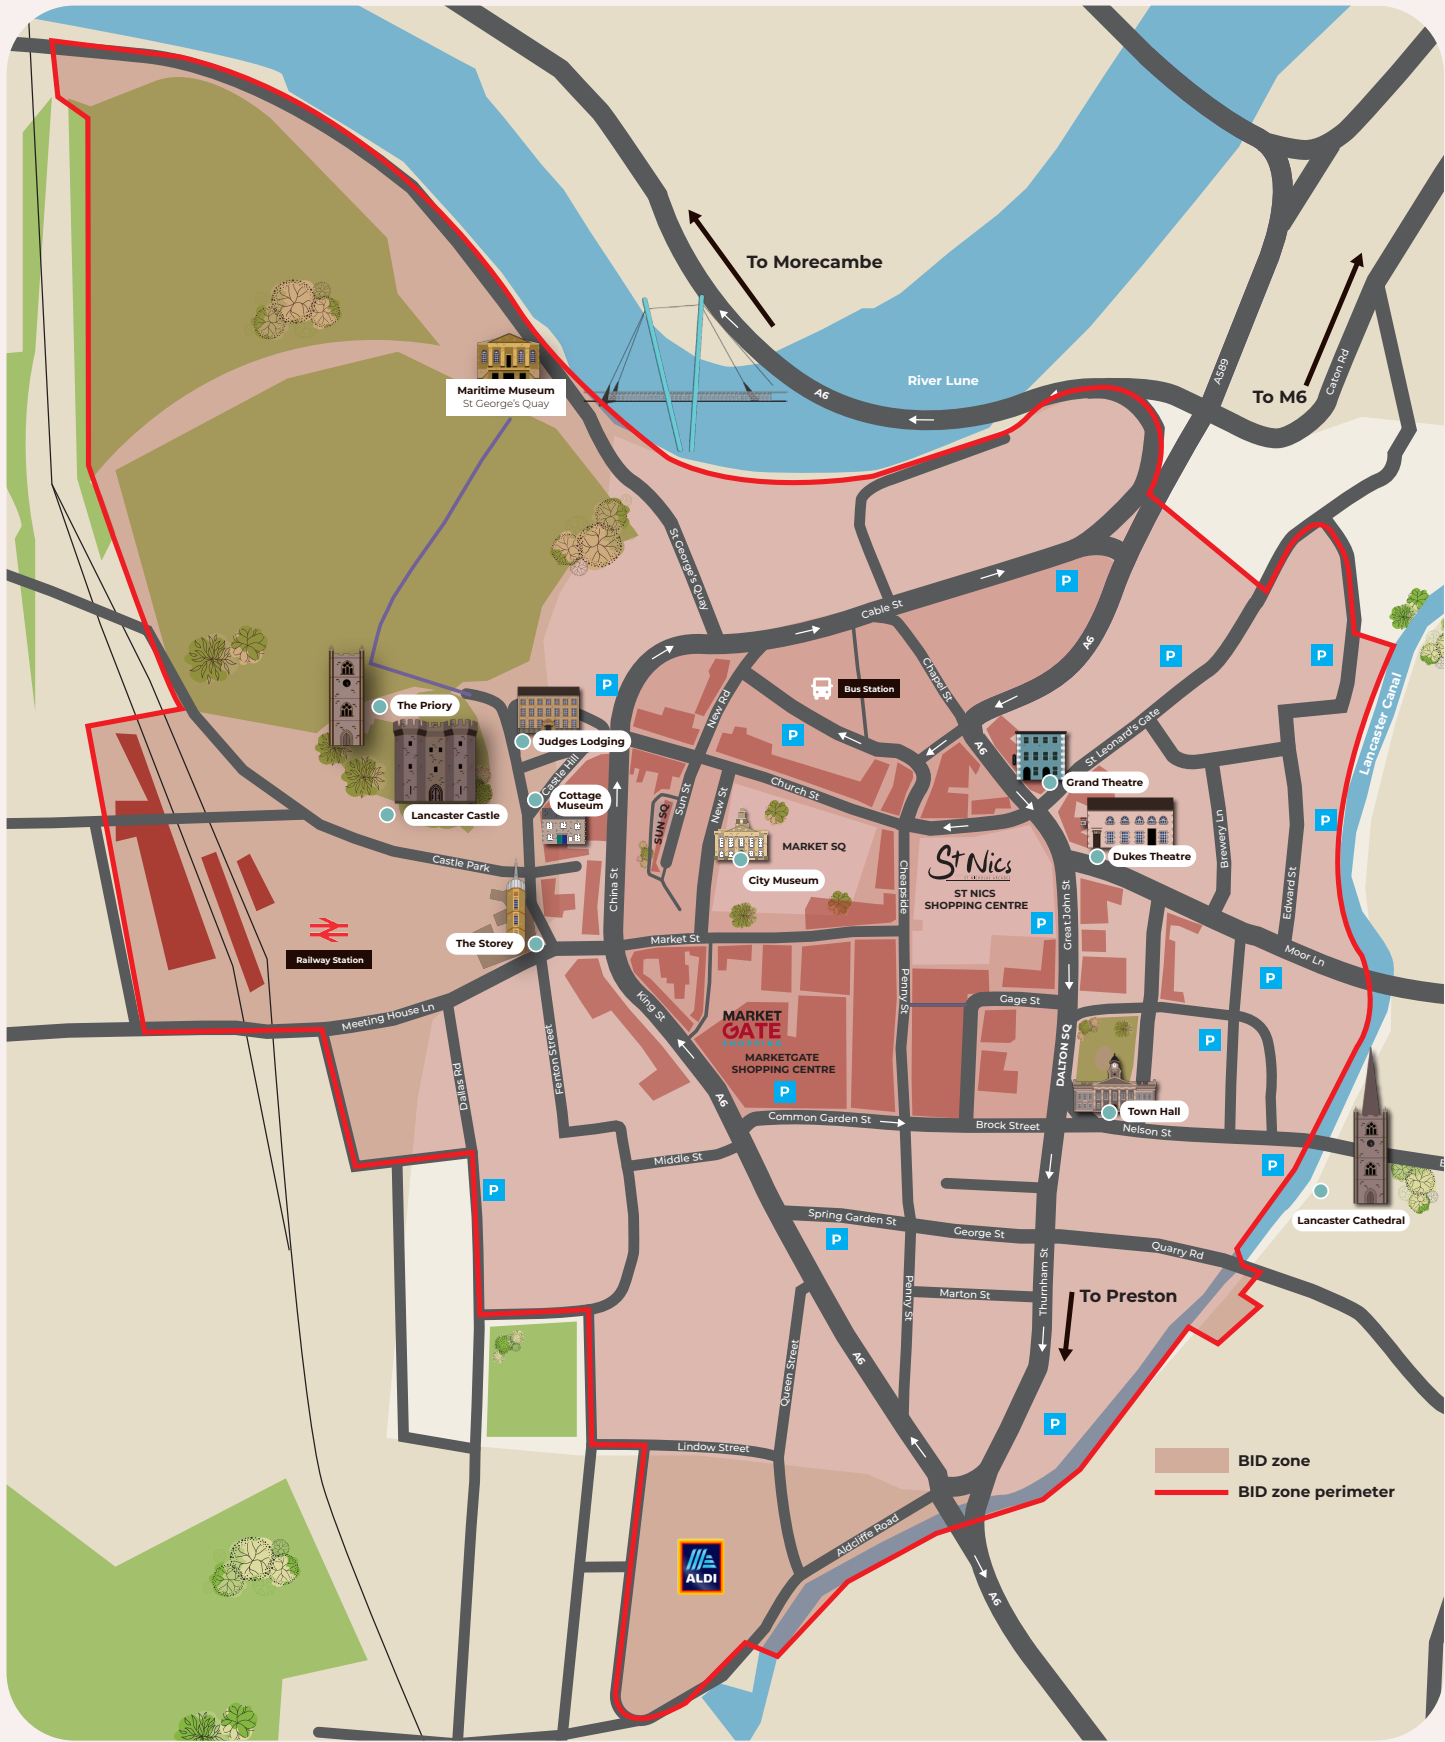 To Morecambe
River Lune
A6
A589
Caton Rd
To M6
Maritime Museum
St George's Quay
St George's Quay
Cable St
P
A6
P
P
Lancaster Canal
The Priory
P
New Rd
Bus Station
Chapel St
Judges Lodging
P
A6
St Leonard's Gate
Castle Hill
Church St
Grand Theatre
Cottage
Museum
Sun St
New St
SUN SQ
Lancaster Castle
P
MARKET SQ
St Nics
Brewery Ln
Dukes Theatre
Castle Park
City Museum
Cheapside
ST NICS
SHOPPING CENTRE
China St
Great John St
Edward St
P
The Storey
Market St
Moor Ln
Railway Station
P
Penny St
Gage St
King St
Meeting House Ln
MARKET
GATE
MARKETGATE
SHOPPING CENTRE
P
Fenton Street
DALTON SQ
P
Dallas Rd
A6
Town Hall
Common Garden St
Brock Street
Nelson St
Middle St
P
P
Lancaster Cathedral
Spring Garden St
George St
P
Quarry Rd
Penny St
Marton St
Thurnham St
To Preston
A6
Queen Street
P
Lindow Street
BID zone
BID zone perimeter
Aldcliffe Road
ALDI
A6